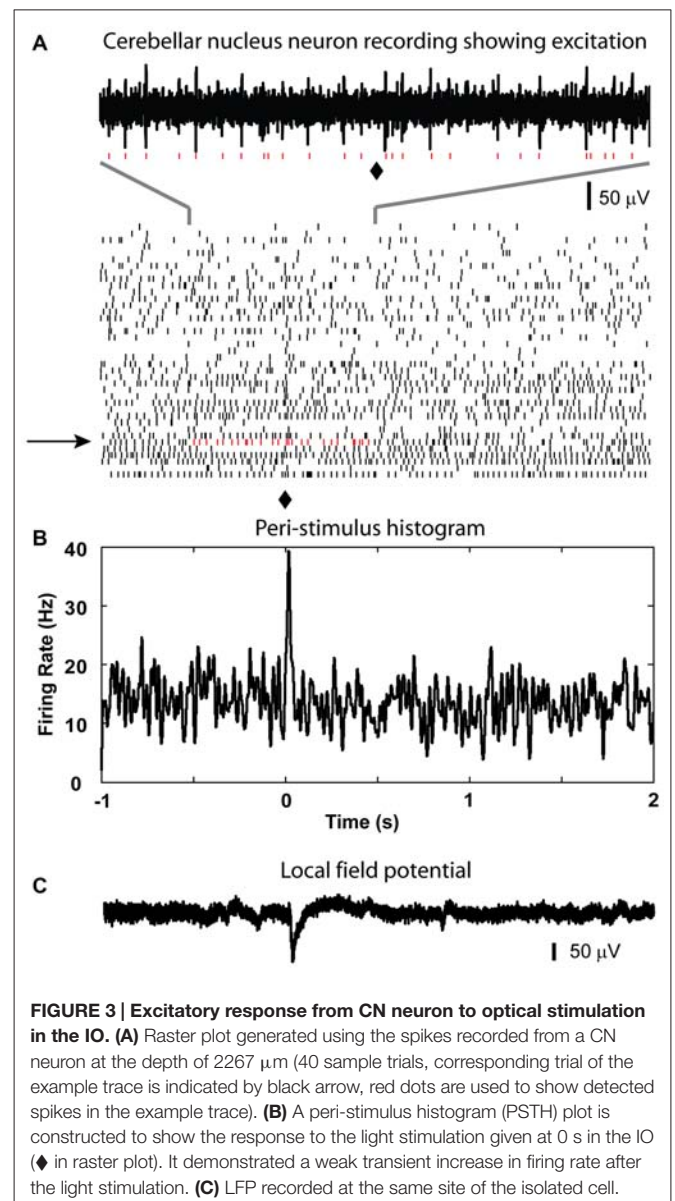 A
Cerebellar nucleus neuron recording showing excitation
♦
50 μV
♦
B
Peri-stimulus histogram
40
30
20
10
0
Firing Rate (Hz)
-1
0
1
2
Time (s)
C
Local field potential
50 μV
FIGURE 3 | Excitatory response from CN neuron to optical stimulation
in the IO. (A) Raster plot generated using the spikes recorded from a CN
neuron at the depth of 2267 μm (40 sample trials, corresponding trial of the
example trace is indicated by black arrow, red dots are used to show detected
spikes in the example trace). (B) A peri-stimulus histogram (PSTH) plot is
constructed to show the response to the light stimulation given at 0 s in the IO
(♦ in raster plot). It demonstrated a weak transient increase in firing rate after
the light stimulation. (C) LFP recorded at the same site of the isolated cell.